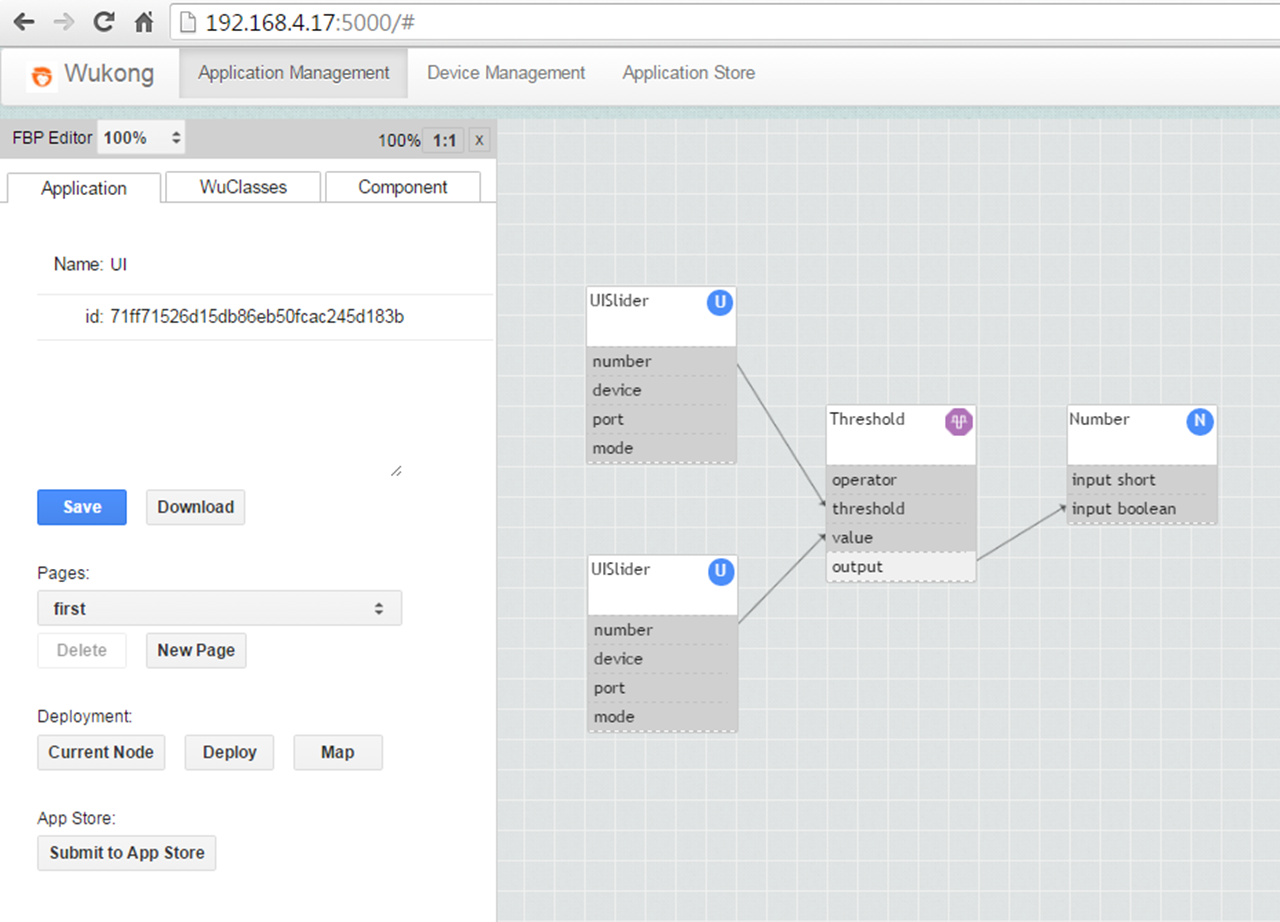 192.168.4.17:5000/#
Wukong
Application Management
Device Management
Application Store
FBP Editor 100% 100% 1:1 x
Application
WuClasses
Component
Name: UI
id: 71ff71526d15db86eb50fcac245d183b
Save
Download
Pages:
first
Delete
New Page
Deployment:
Current Node
Deploy
Map
App Store:
Submit to App Store
UISlider U
number
device
port
mode
UISlider U
number
device
port
mode
Threshold
operator
threshold
value
output
Number N
input short
input boolean